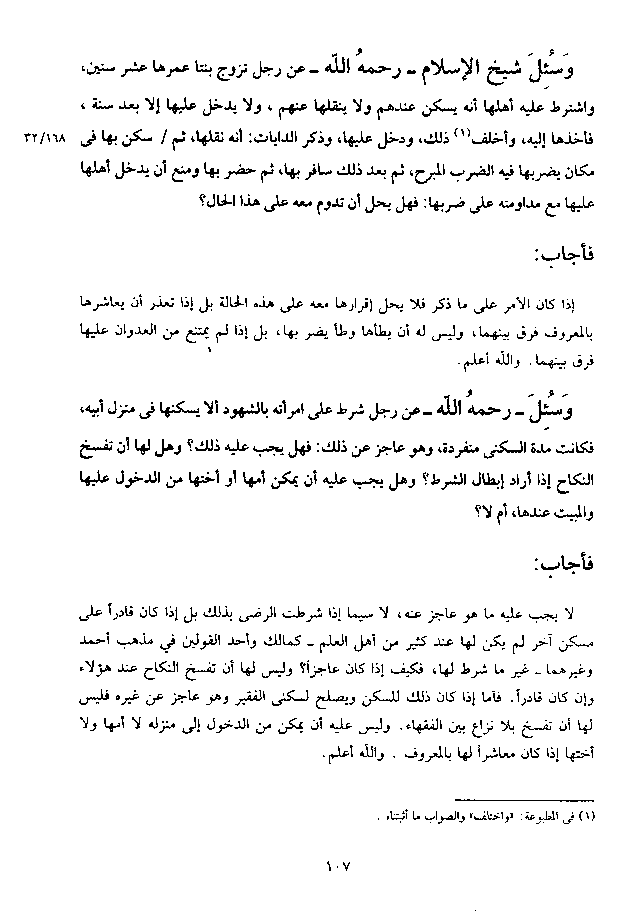 وَسُئِلَ شيخ الإسلام ـ رحمهُ اللّه ـ عن رجل تزوج بنتا عمرها عشر سنين،
واشترط عليه أهلها أنه يسكن عندهم ولا ينقلها عنهم ، ولا يدخل عليها إلا بعد سنة ،
فأخذها إليه، وأخلف(١) ذلك، ودخل عليها، وذكر الدايات: أنه نقلها، ثم / سكن بها فى
٣٢/١٦٨
مكان يضربها فيه الضرب المبرح، ثم بعد ذلك سافر بها، ثم حضر بها ومنع أن يدخل أهلها
عليها مع مداومته على ضربها: فهل يحل أن تدوم معه على هذا الحال؟
فأجاب:
إذا كان الأمر على ما ذكر فلا يحل إقرارها معه على هذه الحالة بل إذا تعذر أن يعاشرها
بالمعروف فرق بينهما، وليس له أن يطأها وطأ يضر بها، بل إذا لم يمتنع من العدوان عليها
فرق بينهما. والله أعلم.
وَسُئِلَ ـ رحمهُ اللّه ـ عن رجل شرط على امرأته بالشهود ألا يسكنها فى منزل أبيه،
فكانت مدة السكنى منفردة، وهو عاجز عن ذلك: فهل يجب عليه ذلك؟ وهل لها أن تفسخ
النكاح إذا أراد إبطال الشرط؟ وهل يجب عليه أن يمكن أمها أو أختها من الدخول عليها
والمبيت عندها، أم لا؟
فأجاب:
لا يجب عليه ما هو عاجز عنه، لا سيما إذا شرطت الرضى بذلك بل إذا كان قادراً على
مسكن آخر لم يكن لها عند كثير من أهل العلم ـ كمالك وأحد القولين في مذهب أحمد
وغيرهما ـ غير ما شرط لها، فكيف إذا كان عاجزاً؟ وليس لها أن تفسخ النكاح عند هؤلاء
وإن كان قادراً. فأما إذا كان ذلك للسكن ويصلح لسكنى الفقير وهو عاجز عن غيره فليس
لها أن تفسخ بلا نزاع بين الفقهاء. وليس عليه أن يمكن من الدخول إلى منزله لا أمها ولا
أختها إذا كان معاشراً لها بالمعروف . والله أعلم.
(١) فى المطبوعة: «واختلف» والصواب ما أثبتناه .
١٠٧